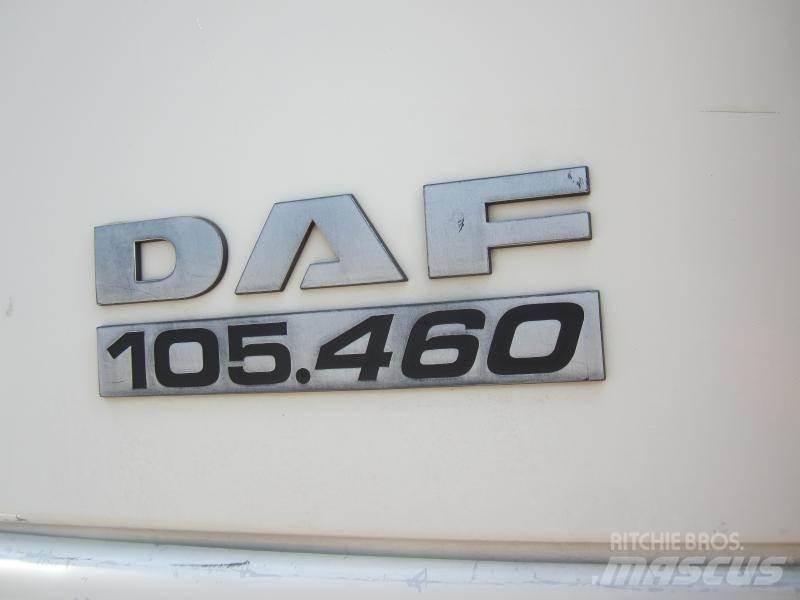 DAF
105.460
RITCHIE BROS.
MASCUS